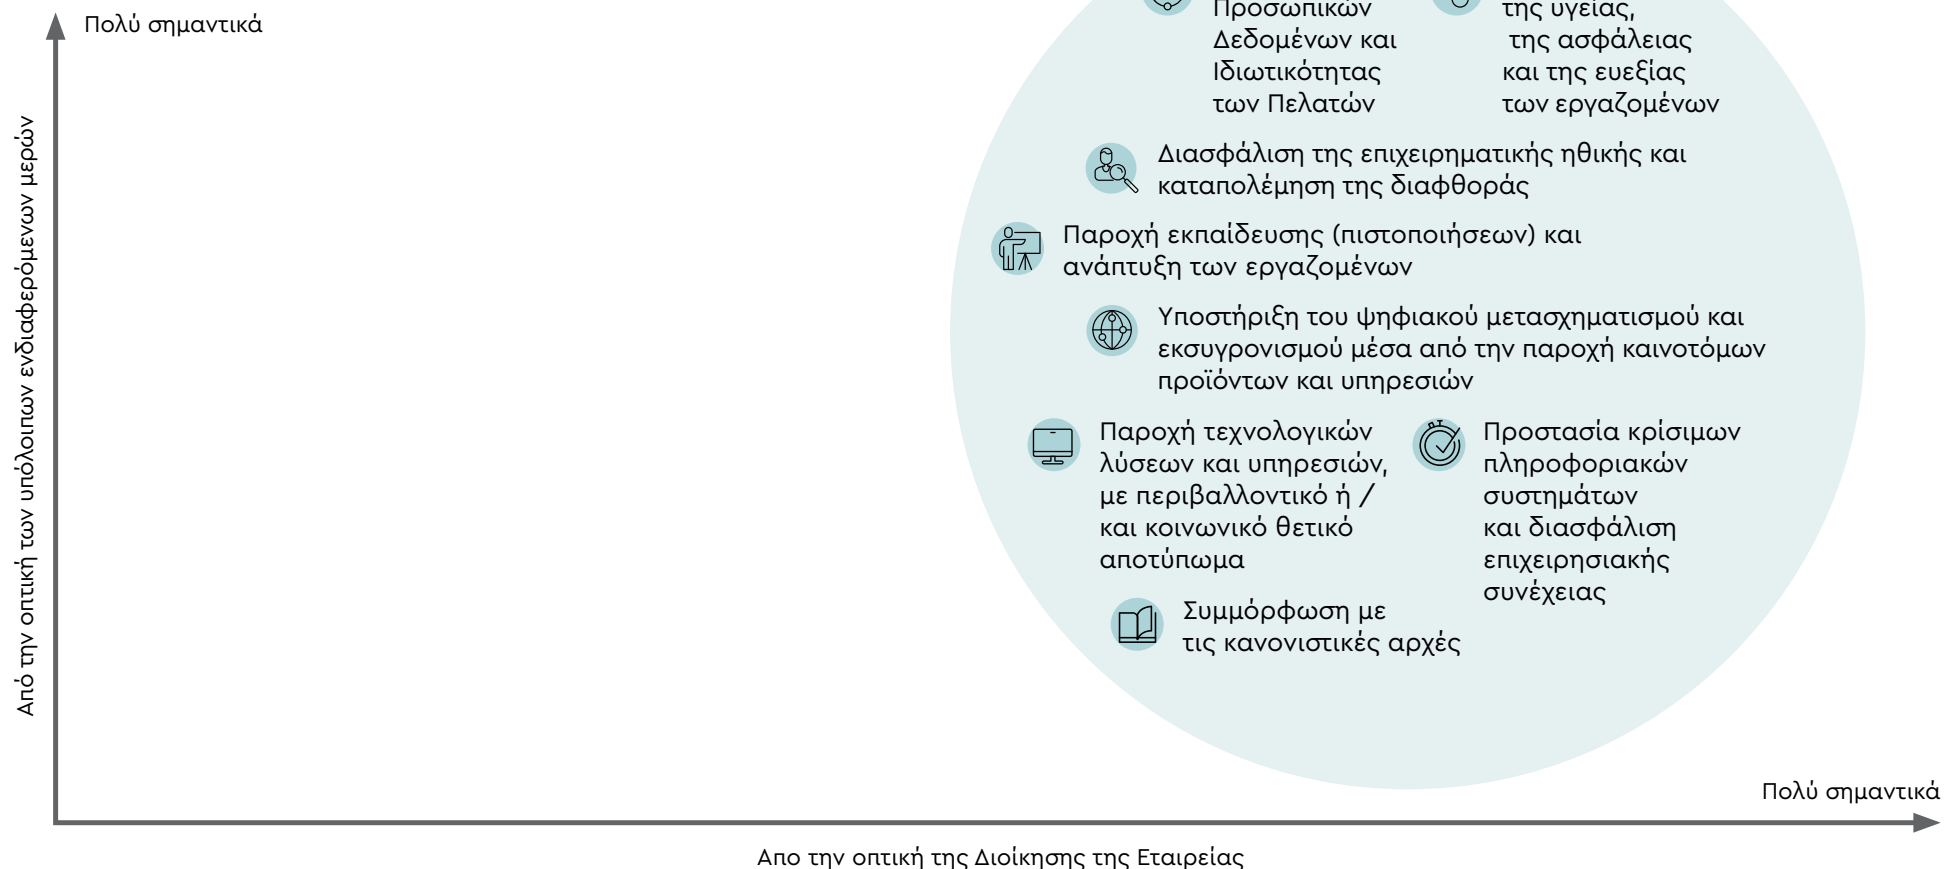 Πολύ σημαντικά
Από την οπτική των υπόλοιπων ενδιαφερόμενων μερών
Προσωπικών
Δεδομένων και
Ιδιωτικότητας
των Πελατών
της υγείας,
της ασφάλειας
και της ευεξίας
των εργαζομένων
Διασφάλιση της επιχειρηματικής ηθικής και
καταπολέμηση της διαφθοράς
Παροχή εκπαίδευσης (πιστοποιήσεων) και
ανάπτυξη των εργαζομένων
Υποστήριξη του ψηφιακού μετασχηματισμού και
εκσυγρονισμού μέσα από την παροχή καινοτόμων
προϊόντων και υπηρεσιών
Παροχή τεχνολογικών
λύσεων και υπηρεσιών,
με περιβαλλοντικό ή /
και κοινωνικό θετικό
αποτύπωμα
Προστασία κρίσιμων
πληροφοριακών
συστημάτων
και διασφάλιση
επιχειρησιακής
συνέχειας
Συμμόρφωση με
τις κανονιστικές αρχές
Πολύ σημαντικά
Απο την οπτική της Διοίκησης της Εταιρείας